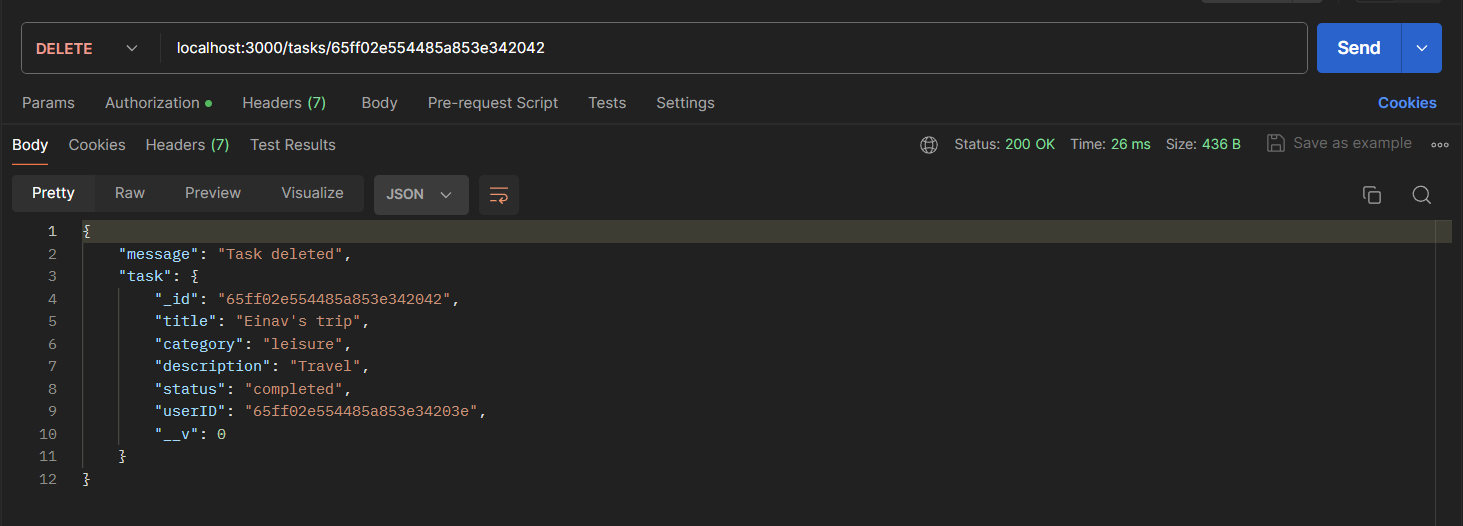 DELETE localhost:3000/tasks/65ff02e554485a853e342042 Send
Params Authorization Headers (7) Body Pre-request Script Tests Settings Cookies
Body Cookies Headers (7) Test Results Status: 200 OK Time: 26 ms Size: 436 B Save as example
Pretty Raw Preview Visualize JSON
1 {
2 "message": "Task deleted",
3 "task": {
4 "_id": "65ff02e554485a853e342042",
5 "title": "Einav's trip",
6 "category": "leisure",
7 "description": "Travel",
8 "status": "completed",
9 "userID": "65ff02e554485a853e34203e",
10 "__v": 0
11 }
12 }